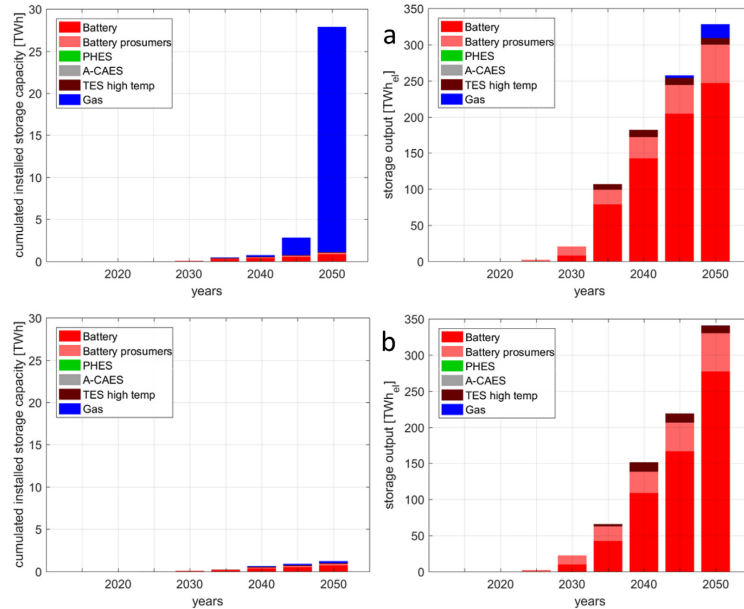 cumulated installed storage capacity [TWh]
30
25
20
15
10
5
0
Battery
Battery prosumers
PHES
A-CAES
TES high temp
Gas
2020 2030 2040 2050
years
a
storage output [TWh_el]
350
300
250
200
150
100
50
0
Battery
Battery prosumers
PHES
A-CAES
TES high temp
Gas
2020 2030 2040 2050
years
cumulated installed storage capacity [TWh]
30
25
20
15
10
5
0
Battery
Battery prosumers
PHES
A-CAES
TES high temp
Gas
2020 2030 2040 2050
years
b
storage output [TWh_el]
350
300
250
200
150
100
50
0
Battery
Battery prosumers
PHES
A-CAES
TES high temp
Gas
2020 2030 2040 2050
years